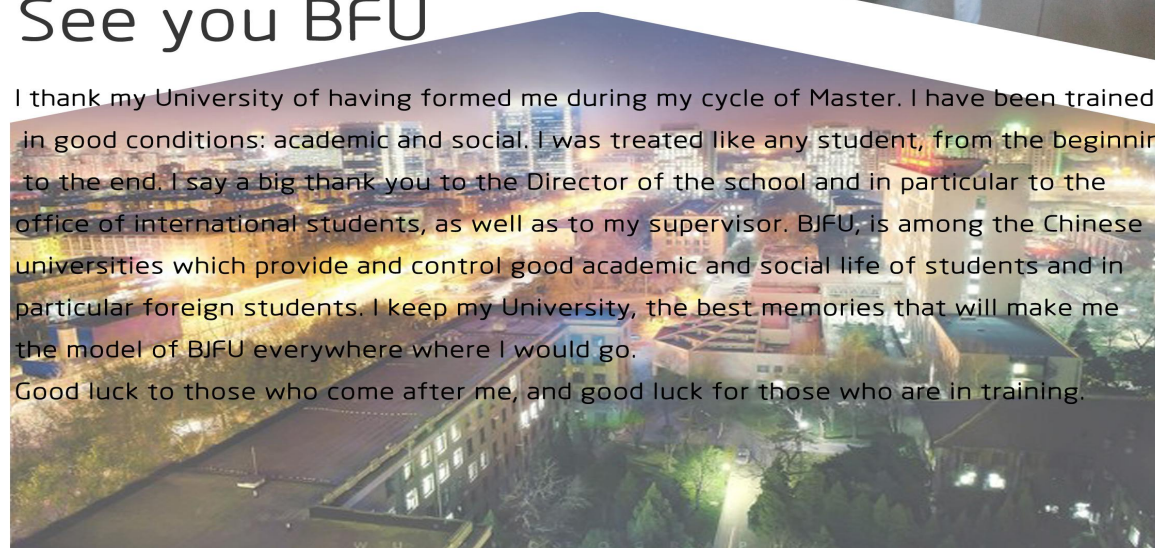 See you BFU
I thank my University of having formed me during my cycle of Master. I have been trained
in good conditions: academic and social. I was treated like any student, from the
to the end. I say a big thank you to the Director of the school and in particular to the
office of international students, as well as to my supervisor. BJFU, is among the Chinese
universities which provide and control good academic and social life of students and in
particular foreign students. I keep my University, the best memories that will make me
the model of BJFU everywhere where I would go.
Good luck to those who come after me, and good luck for those who are in training.